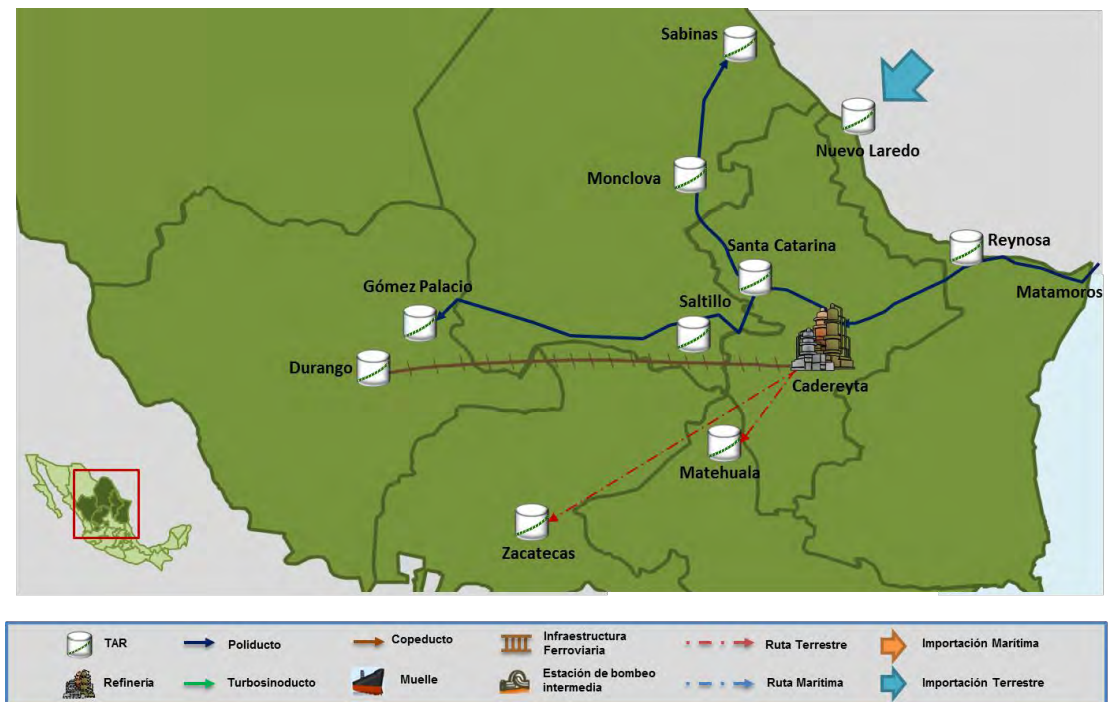 Sabinas
Nuevo Laredo
Monclova
Santa Catarina
Reynosa
Gómez Palacio
Saltillo
Matamoros
Durango
Cadereyta
Matehuala
Zacatecas
TAR
Poliducto
Copeducto
Infraestructura
Ferroviaria
Ruta Terrestre
Importación Marítima
Refinería
Turbosinoducto
Muelle
Estación de bombeo
intermedia
Ruta Marítima
Importación Terrestre